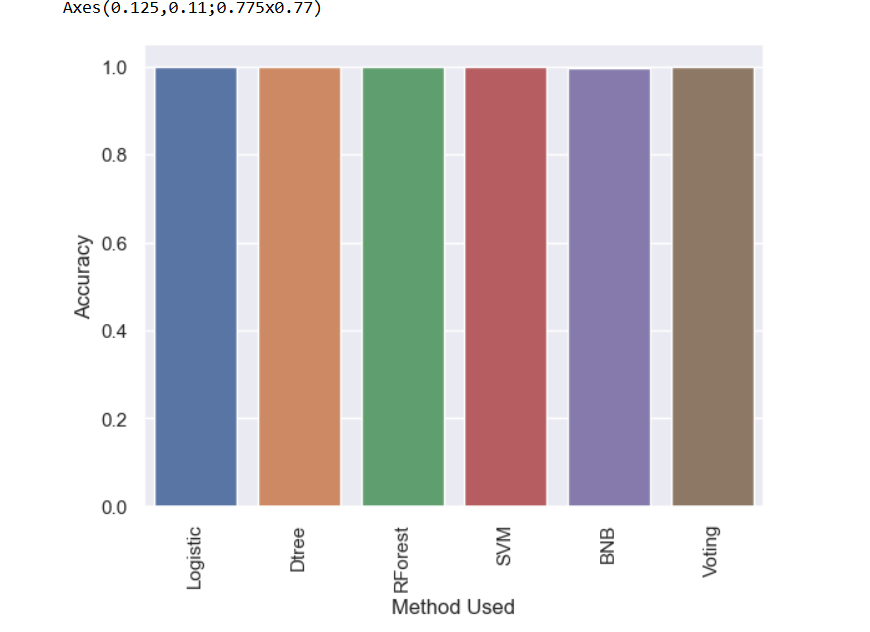 Axes(0.125,0.11;0.775x0.77)
1.0
0.8
0.6
0.4
0.2
0.0
Accuracy
Logistic
Dtree
RForest
SVM
BNB
Voting
Method Used